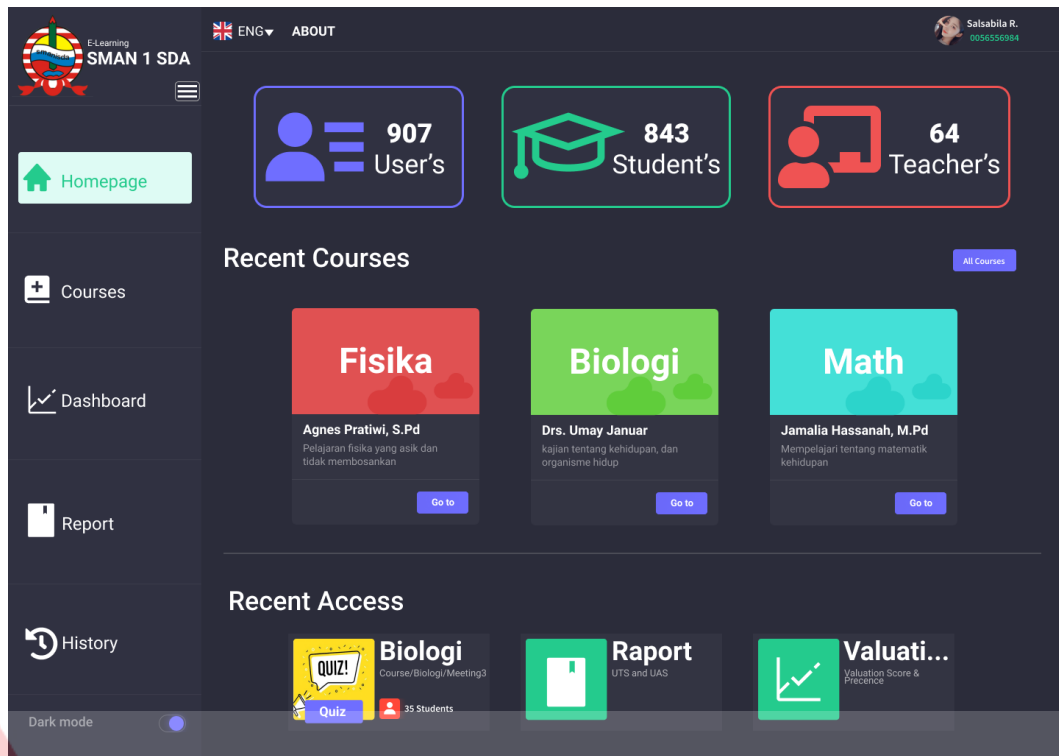 E-Learning
SMAN 1 SDA
ENG ABOUT
Salsabila R.
0056556984
907
User's
843
Student's
64
Teacher's
Homepage
Courses
Dashboard
Report
History
Dark mode
Recent Courses
All Courses
Fisika
Agnes Pratiwi, S.Pd
Pelajaran fisika yang asik dan
tidak membosankan
Go to
Biologi
Drs. Umay Januar
kajian tentang kehidupan, dan
organisme hidup
Go to
Math
Jamalia Hassanah, M.Pd
Mempelajari tentang matematik
kehidupan
Go to
Recent Access
QUIZ!
Quiz
Biologi
Course/Biologi/Meeting3
35 Students
Raport
UTS and UAS
Valuati...
Valuation Score &
Precence